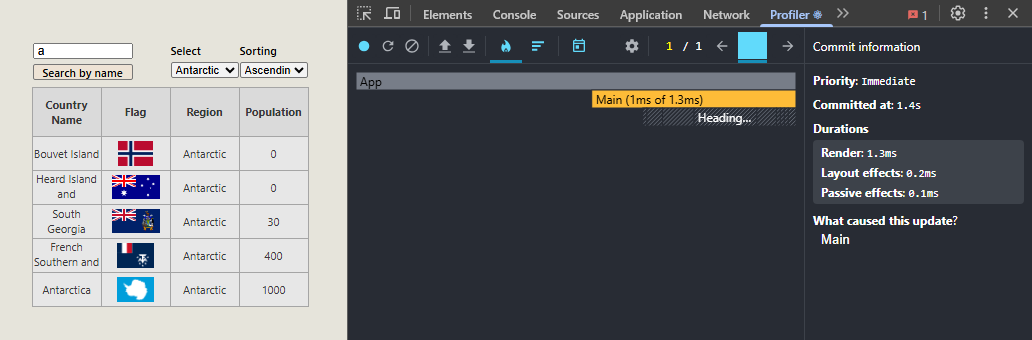 a
Search by name
Select
Sorting
Antarctic
Ascendin
Country Name
Flag
Region
Population
Bouvet Island
Antarctic
0
Heard Island and
Antarctic
0
South Georgia
Antarctic
30
French Southern and
Antarctic
400
Antarctica
Antarctic
1000
Elements
Console
Sources
Application
Network
Profiler
1
1 / 1
App
Main (1ms of 1.3ms)
Heading...
Commit information
Priority: Immediate
Committed at: 1.4s
Durations
Render: 1.3ms
Layout effects: 0.2ms
Passive effects: 0.1ms
What caused this update?
Main